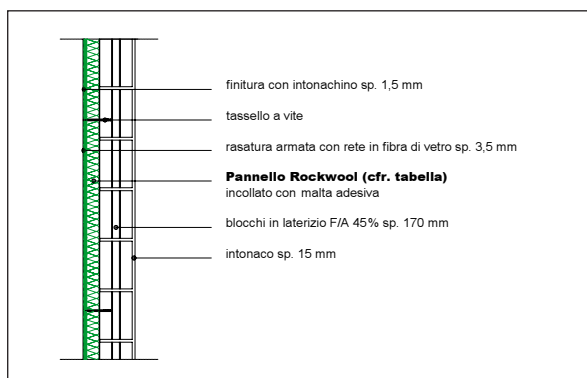 finitura con intonachino sp. 1,5 mm
tassello a vite
rasatura armata con rete in fibra di vetro sp. 3,5 mm
Pannello Rockwool (cfr. tabella)
incollato con malta adesiva
blocchi in laterizio F/A 45% sp. 170 mm
intonaco sp. 15 mm